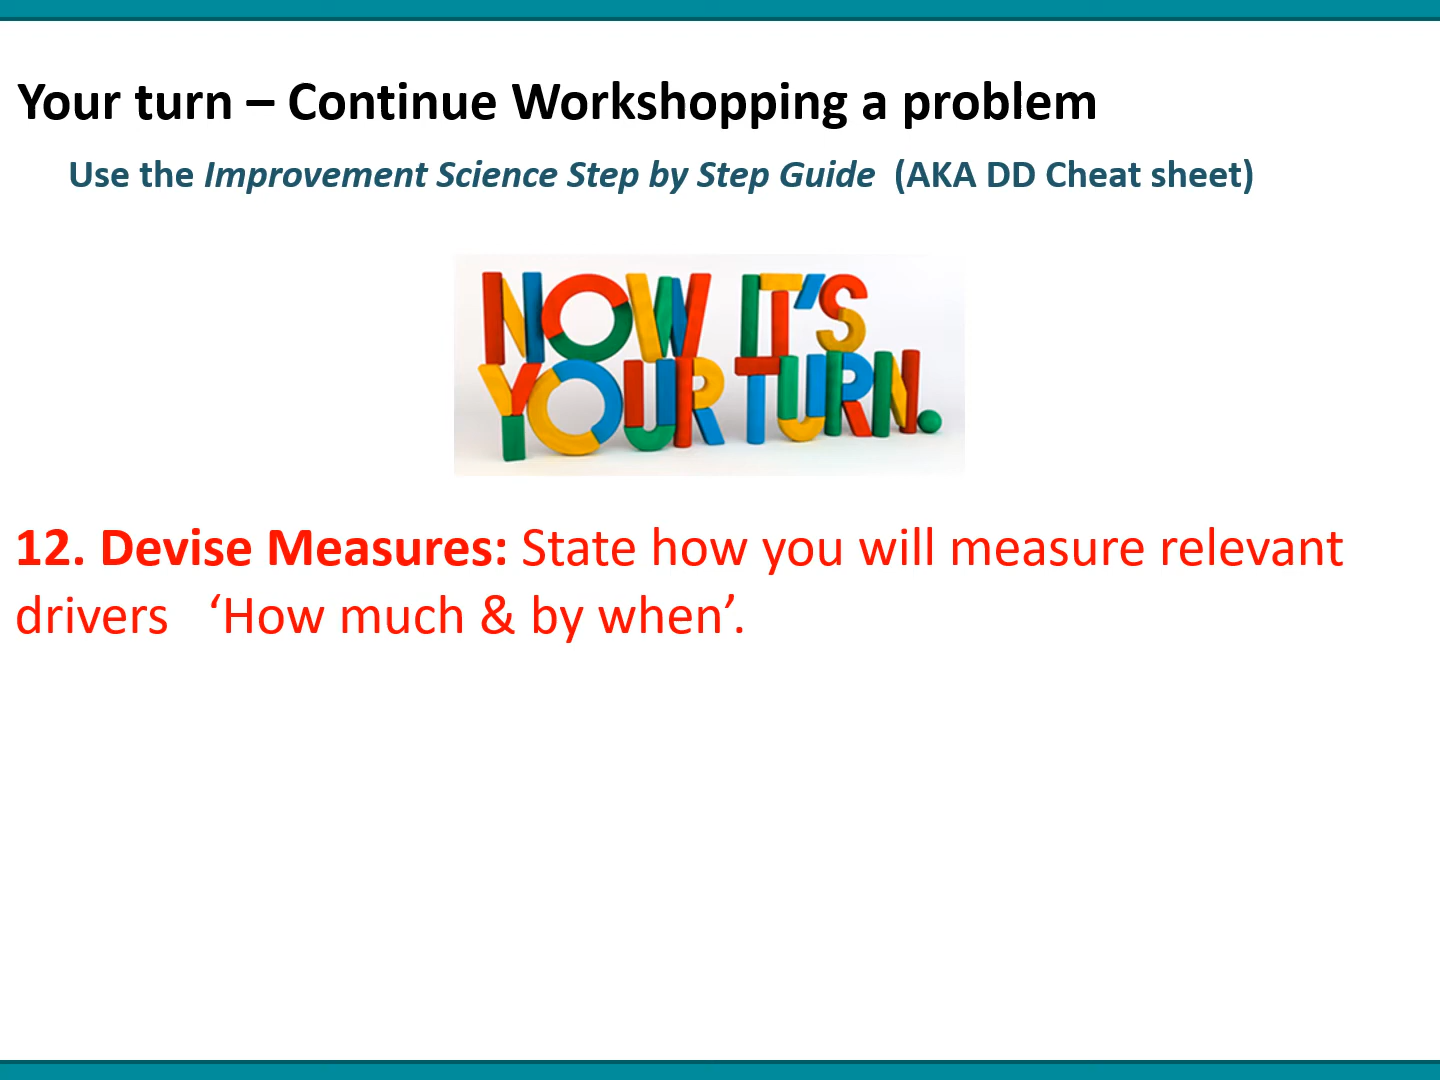 Your turn – Continue Workshopping a problem
Use the Improvement Science Step by Step Guide (AKA DD Cheat sheet)
NOW IT'S
YOUR TURN.
12. Devise Measures: State how you will measure relevant
drivers ‘How much & by when’.